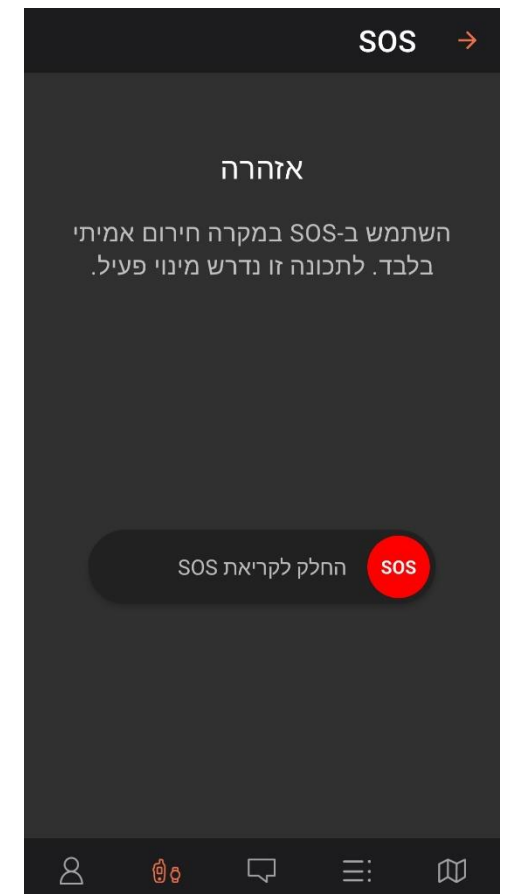 SOS
אזהרה
השתמש ב-SOS במקרה חירום אמיתי
בלבד. לתכונה זו נדרש מינוי פעיל.
SOS
החלק לקריאת SOS